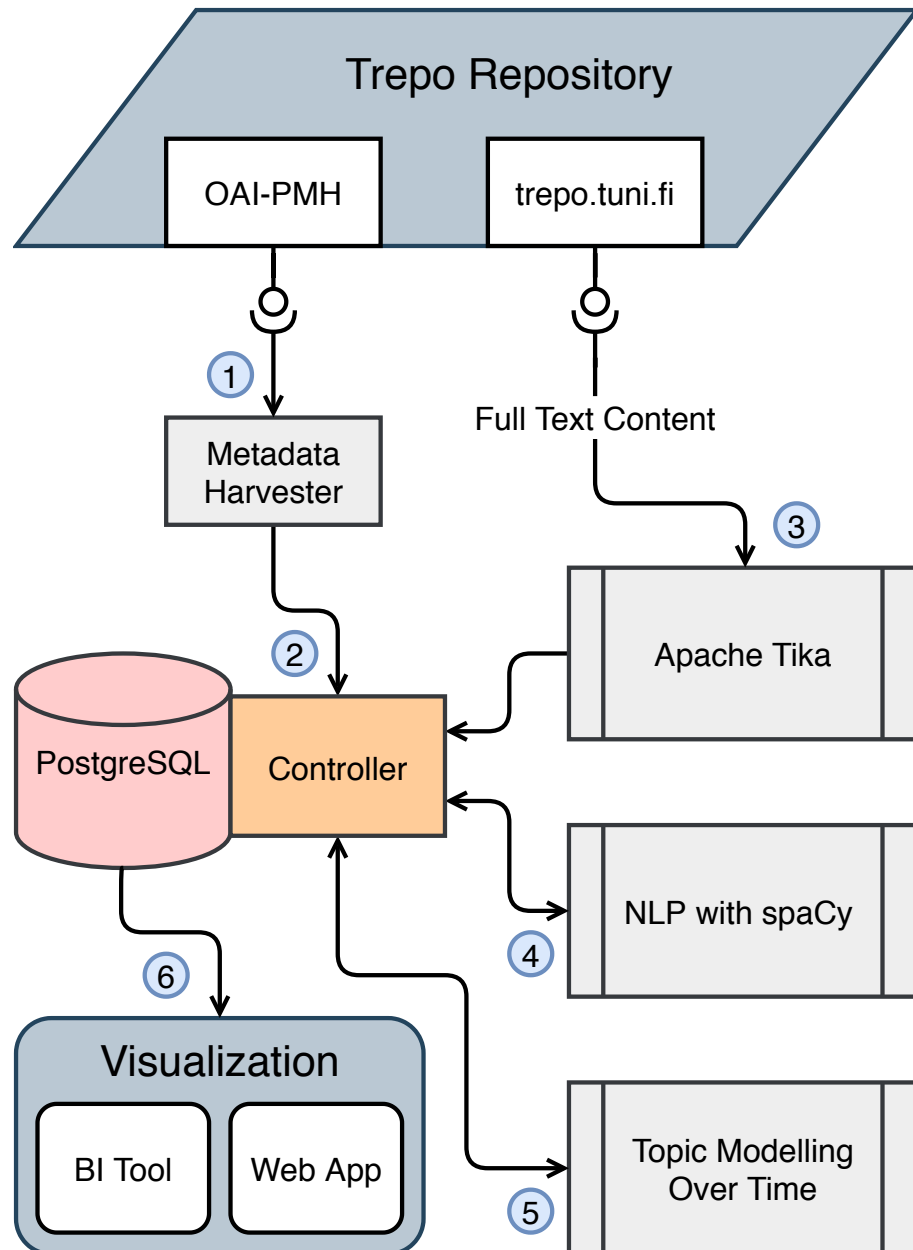 Trepo Repository
OAI-PMH
trepo.tuni.fi
1
Full Text Content
Metadata
Harvester
3
2
Apache Tika
PostgreSQL
Controller
NLP with spaCy
4
6
Visualization
BI Tool
Web App
Topic Modelling
Over Time
5